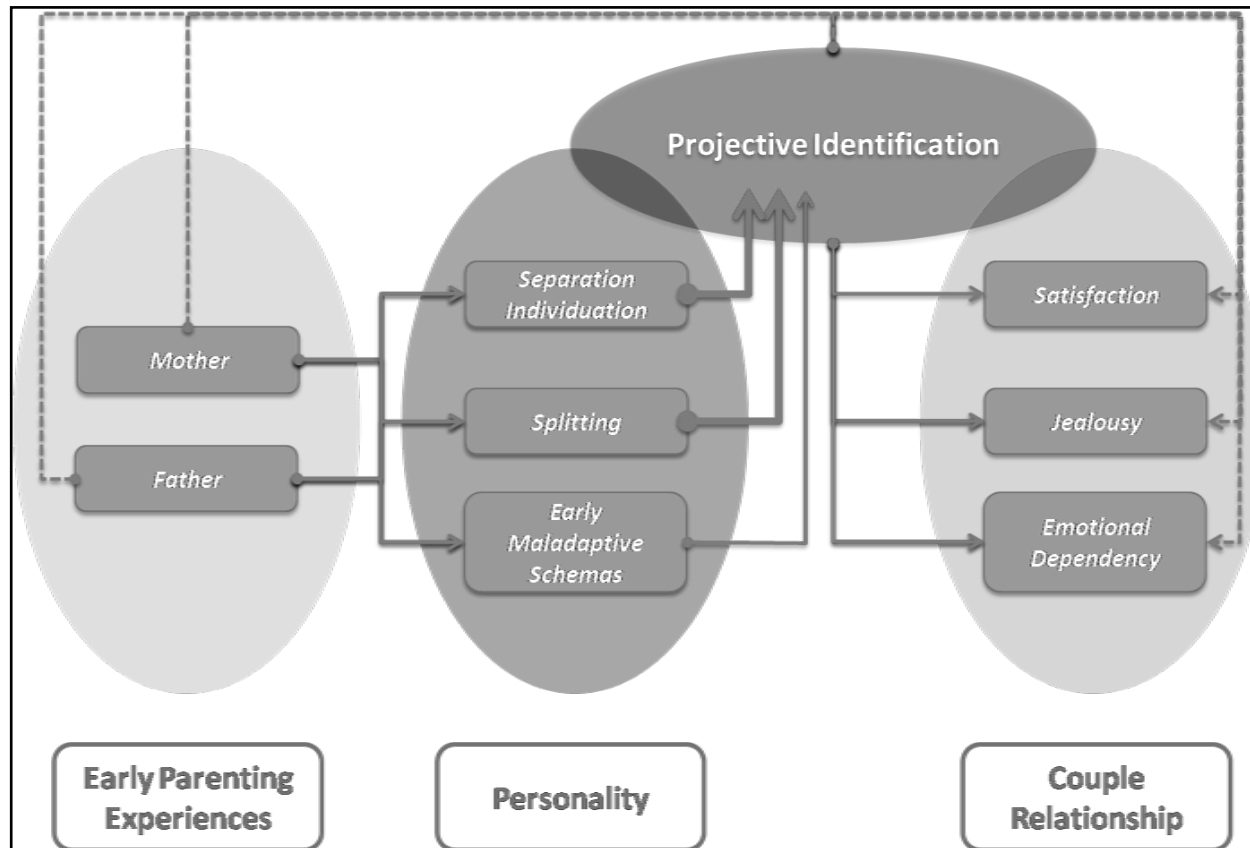 Projective Identification
Separation
Individuation
Satisfaction
Mother
Splitting
Jealousy
Father
Early
Maladaptive
Schemas
Emotional
Dependency
Early Parenting
Experiences
Personality
Couple
Relationship